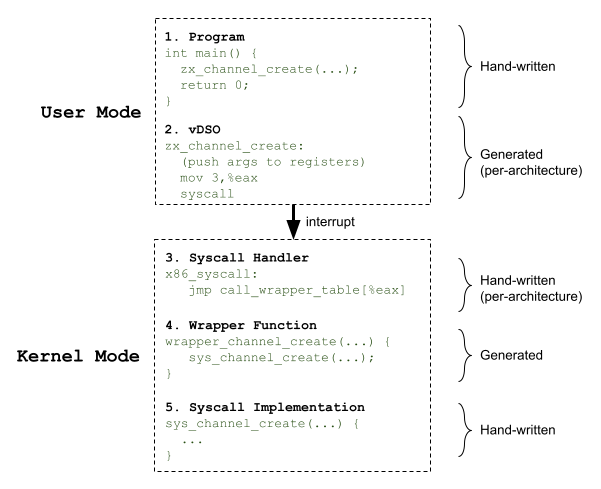 1. Program
int main() {
zx_channel_create(...);
return 0;
}
Hand-written
User Mode
2. vDSO
zx_channel_create:
(push args to registers)
mov 3,%eax
syscall
Generated
(per-architecture)
interrupt
3. Syscall Handler
x86_syscall:
jmp call_wrapper_table[%eax]
Hand-written
(per-architecture)
Kernel Mode
4. Wrapper Function
wrapper_channel_create(...) {
sys_channel_create(...);
}
Generated
5. Syscall Implementation
sys_channel_create(...) {
...
}
Hand-written